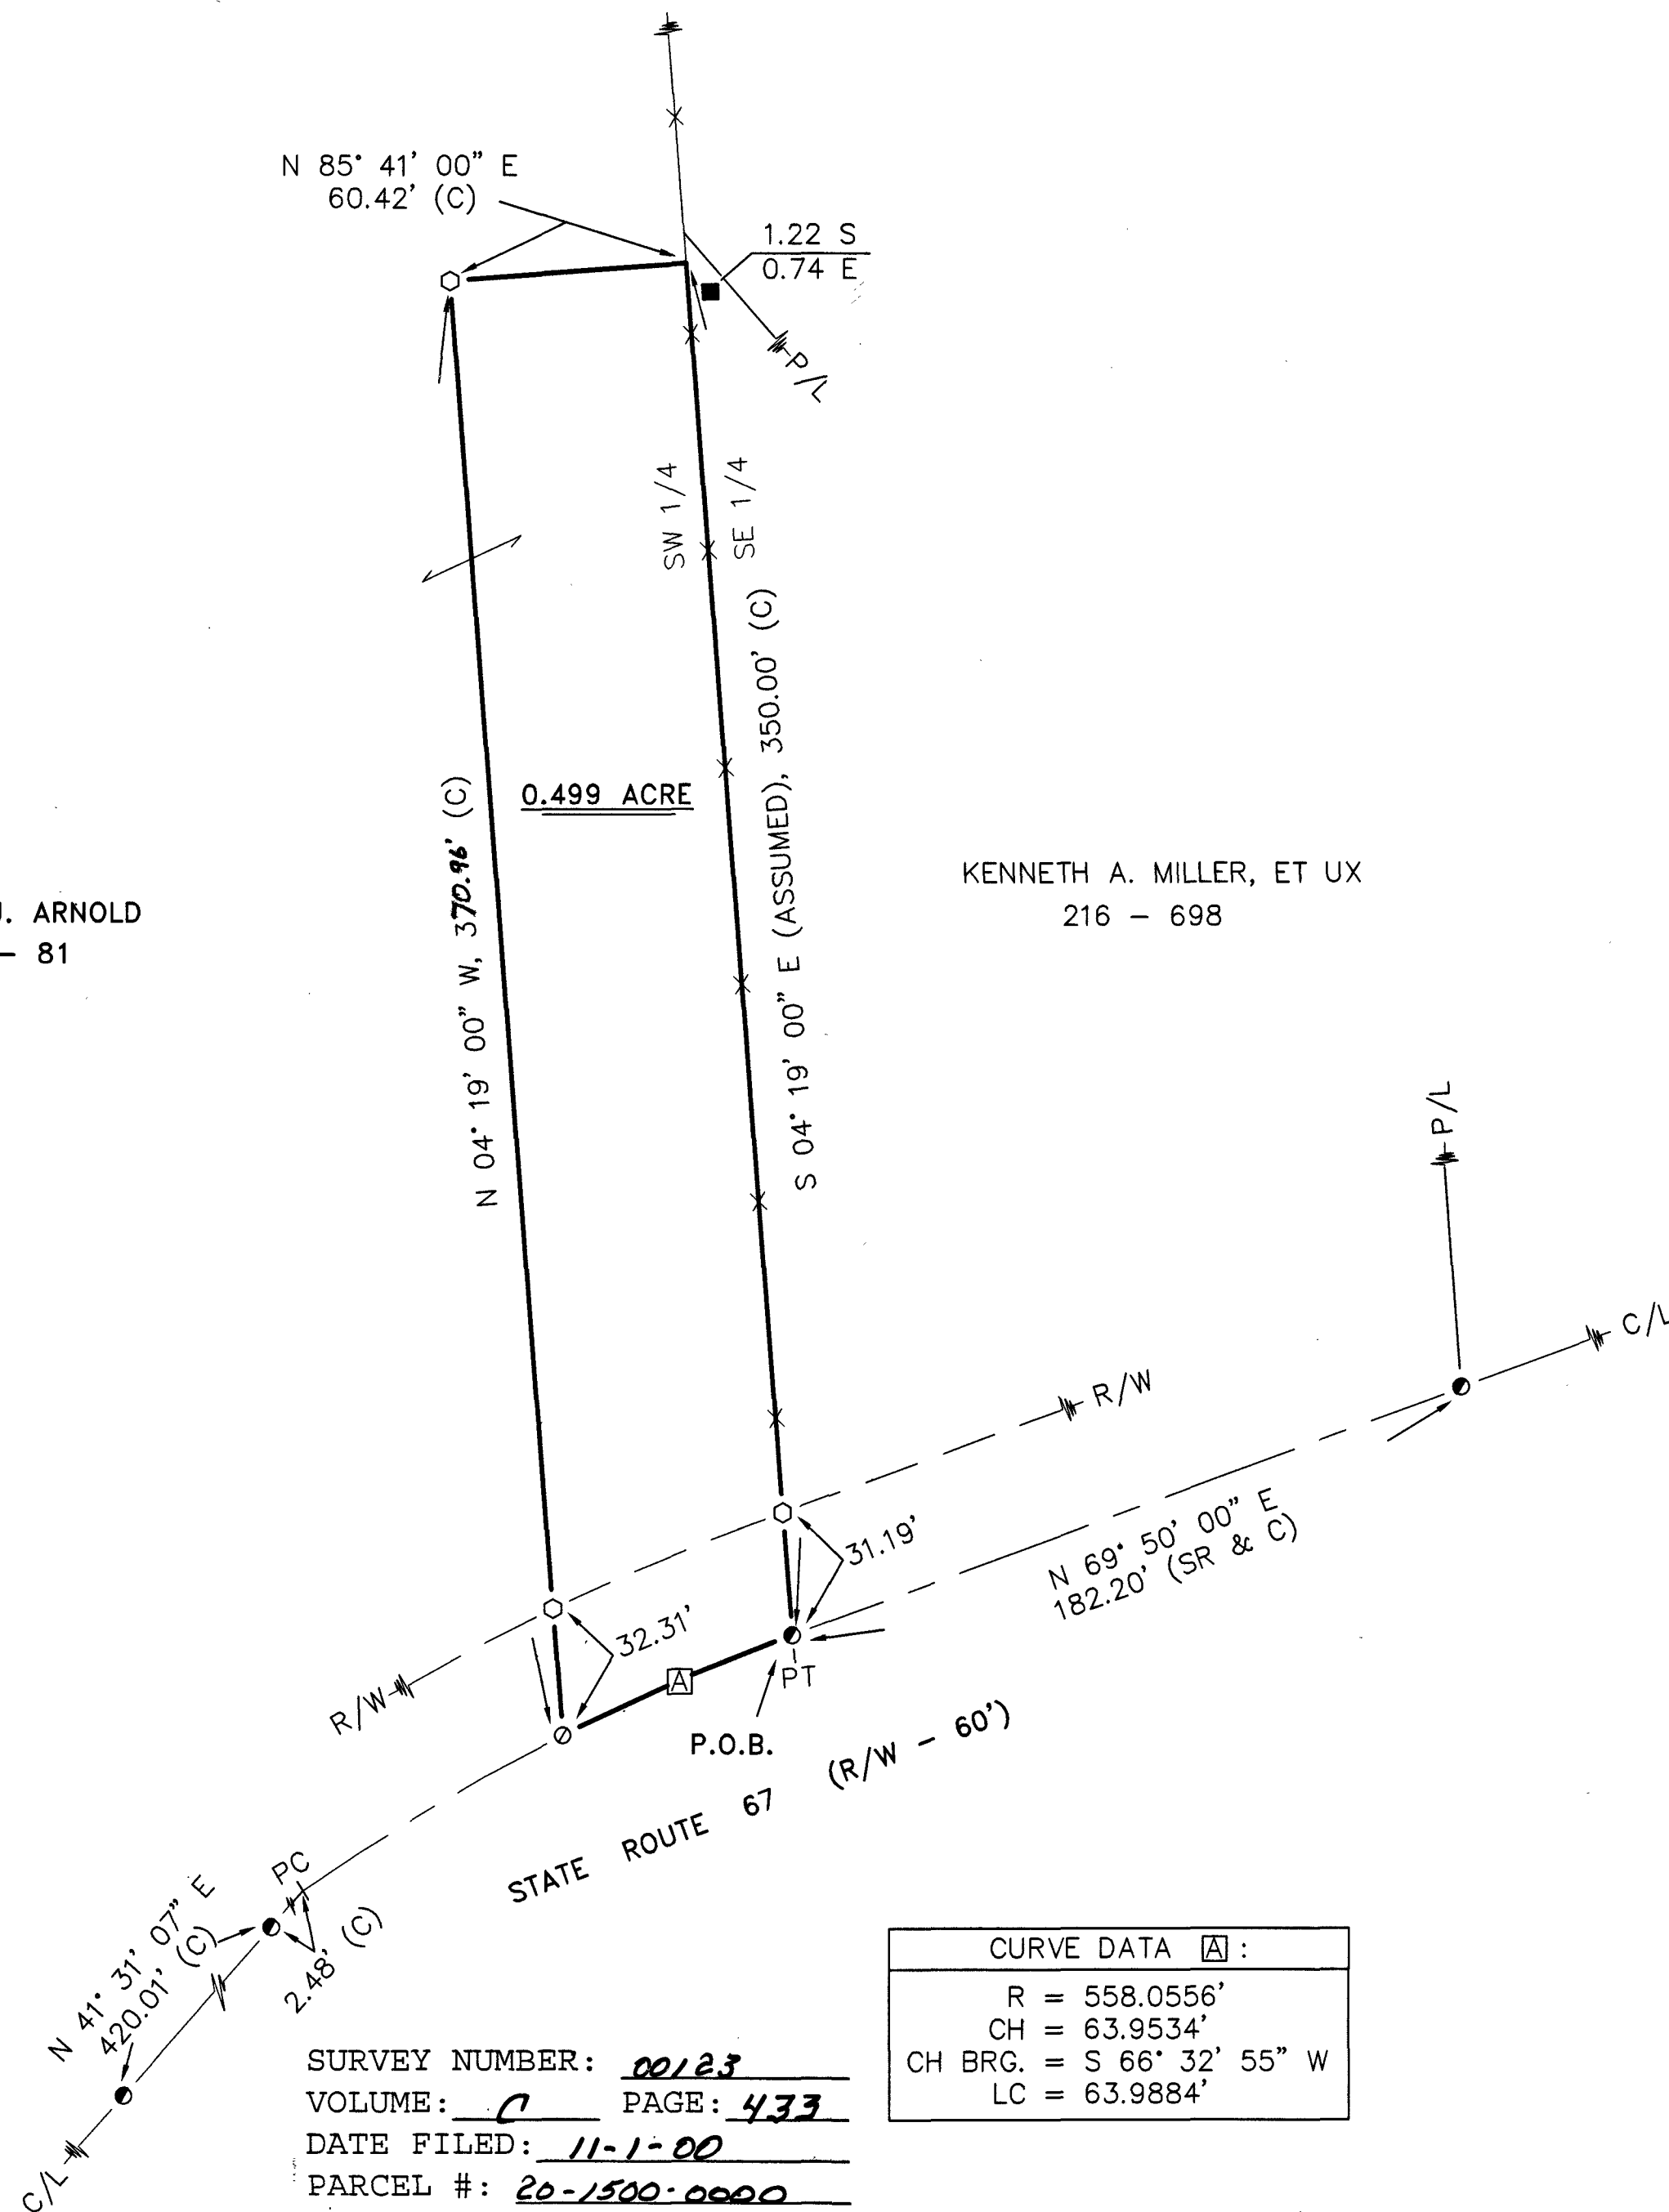 N 85° 41' 00" E
60.42' (C)
1.22 S
0.74 E
P/L
SW 1/4
SE 1/4
0.499 ACRE
N 04° 19' 00" W, 370.96' (C)
S 04° 19' 00" E (ASSUMED), 350.00' (C)
KENNETH A. MILLER, ET UX
216 - 698
J. ARNOLD
- 81
P/L
C/L
R/W
31.19'
N 69° 50' 00" E
182.20' (SR & C)
32.31'
A
PT
R/W
P.O.B.
STATE ROUTE 67 (R/W - 60')
PC
N 41° 31' 07" E
420.01' (C)
2.48' (C)
C/L
CURVE DATA A :
R = 558.0556'
CH = 63.9534'
CH BRG. = S 66° 32' 55" W
LC = 63.9884'
SURVEY NUMBER: 00123
VOLUME: C PAGE: 433
DATE FILED: 11-1-00
PARCEL #: 20-1500-0000